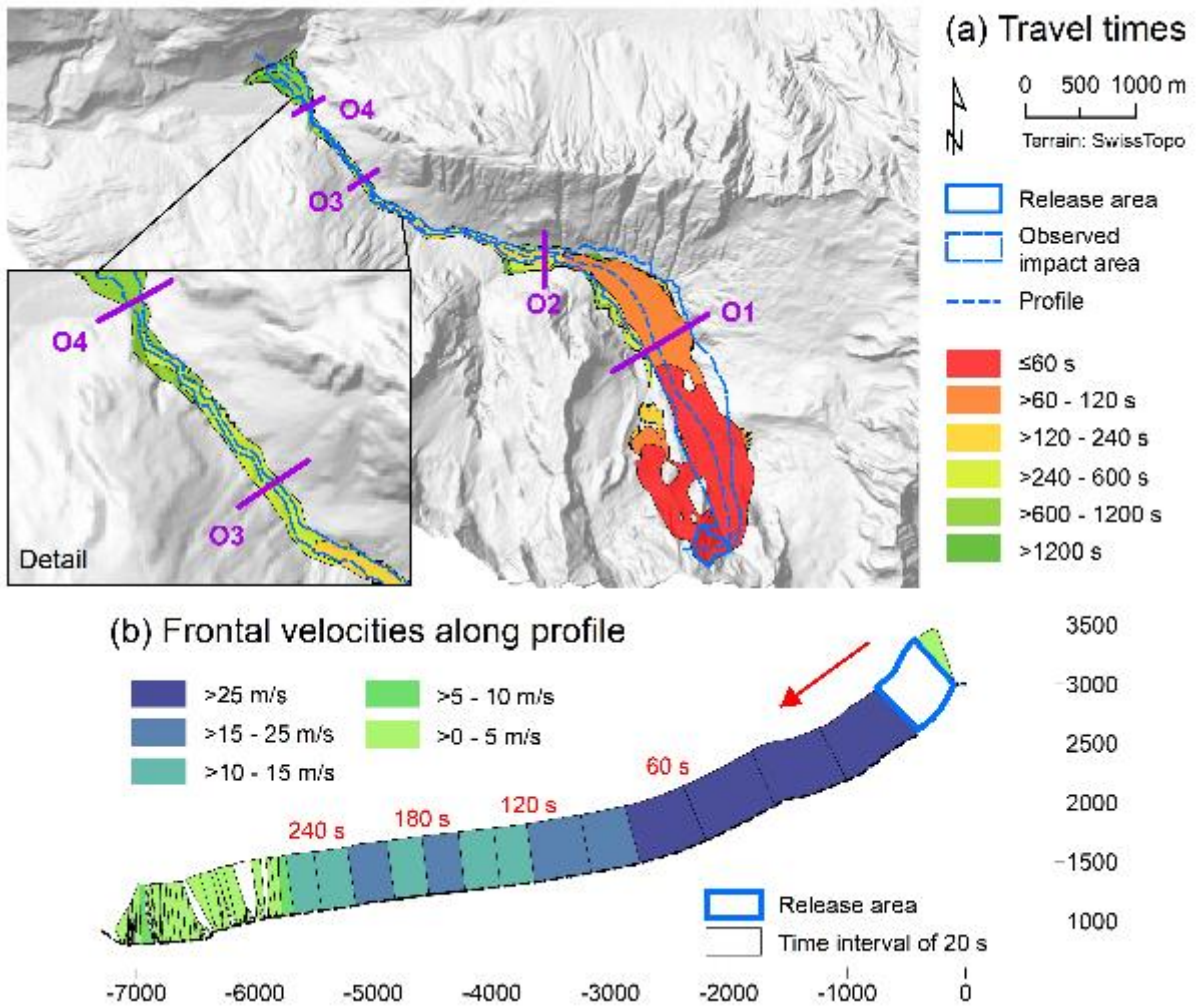 (a) Travel times
0 500 1000 m
N
Terrain: SwissTopo
Release area
Observed
impact area
Profile
≤60 s
>60 - 120 s
>120 - 240 s
>240 - 600 s
>600 - 1200 s
>1200 s
O4
O3
O2
O1
O4
O3
Detail
(b) Frontal velocities along profile
>25 m/s
>15 - 25 m/s
>10 - 15 m/s
>5 - 10 m/s
>0 - 5 m/s
60 s
120 s
180 s
240 s
3500
3000
2500
2000
1500
1000
Release area
Time interval of 20 s
-7000 -6000 -5000 -4000 -3000 -2000 -1000 0